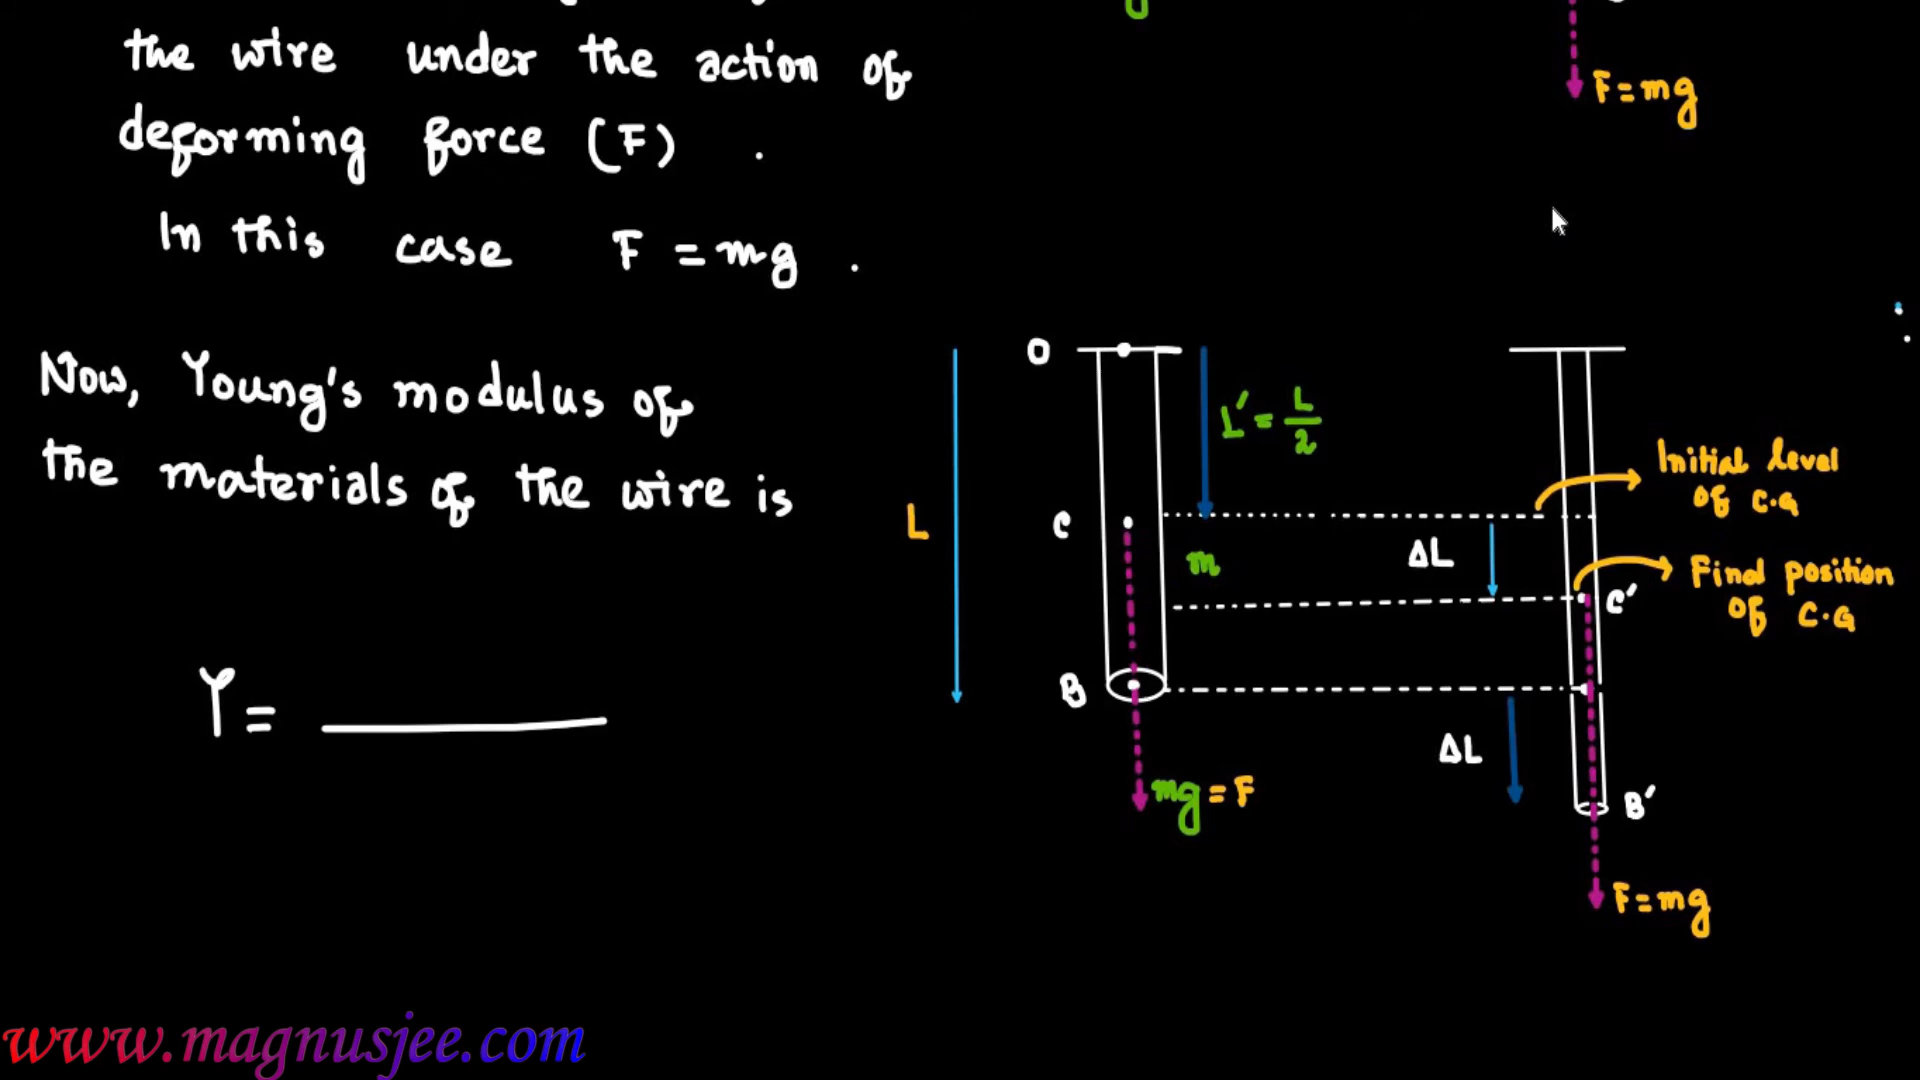 the wire under the action of
deforming force (F) .
In this case F = mg .
Now, Young's modulus of
the materials of the wire is
Y =
g
F = mg
O
L' = L/2
Initial level
of C.G
L
C
m
ΔL
Final position
of C.G
C'
B
ΔL
mg = F
B'
F = mg
www.magnusjee.com